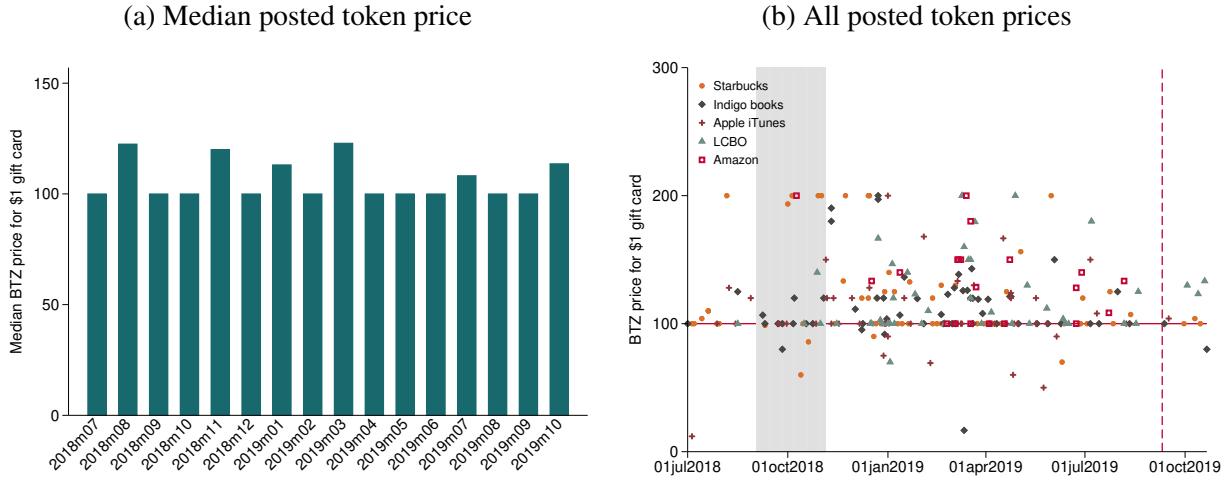 (a) Median posted token price
Median BTZ price for $1 gift card
150
100
50
0
2018m07
2018m08
2018m09
2018m10
2018m11
2018m12
2019m01
2019m02
2019m03
2019m04
2019m05
2019m06
2019m07
2019m08
2019m09
2019m10
(b) All posted token prices
BTZ price for $1 gift card
300
200
100
0
Starbucks
Indigo books
Apple iTunes
LCBO
Amazon
01jul2018
01oct2018
01jan2019
01apr2019
01jul2019
01oct2019